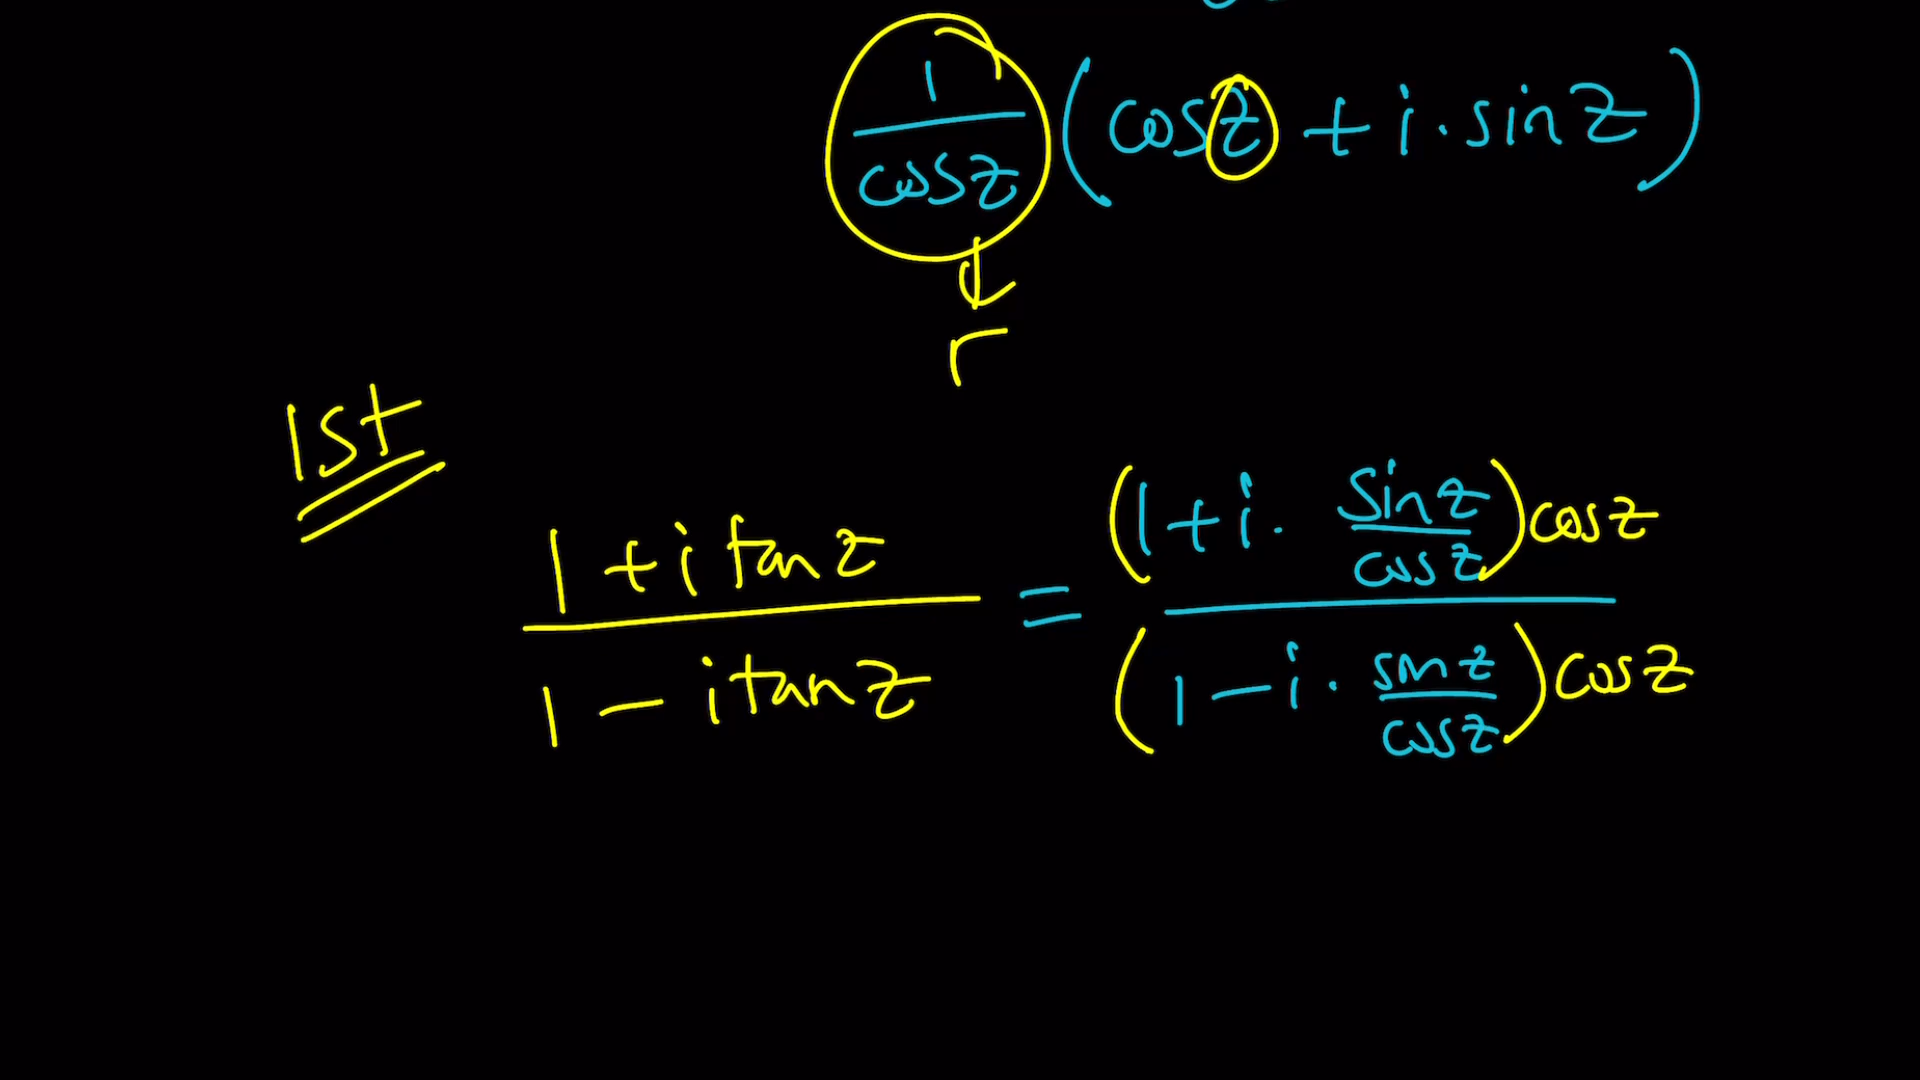 1/cosz (cosz + i·sinz)
r
1st
(1 + i tanz)/(1 - i tanz) = ((1 + i· sinz/cosz)cosz)/((1 - i· sinz/cosz)cosz)